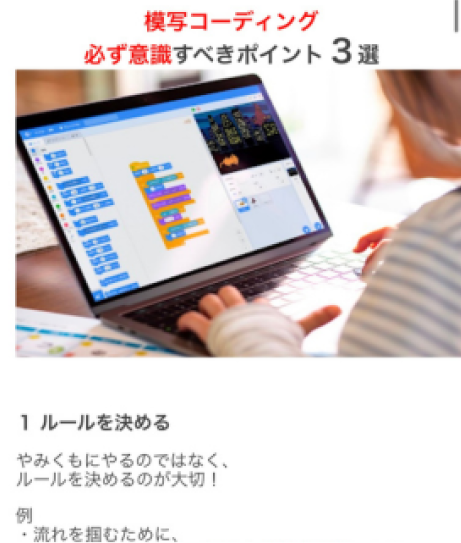 模写コーディング
必ず意識すべきポイント３選
１ ルールを決める
やみくもにやるのではなく、
ルールを決めるのが大切！
例
・流れを掴むために、